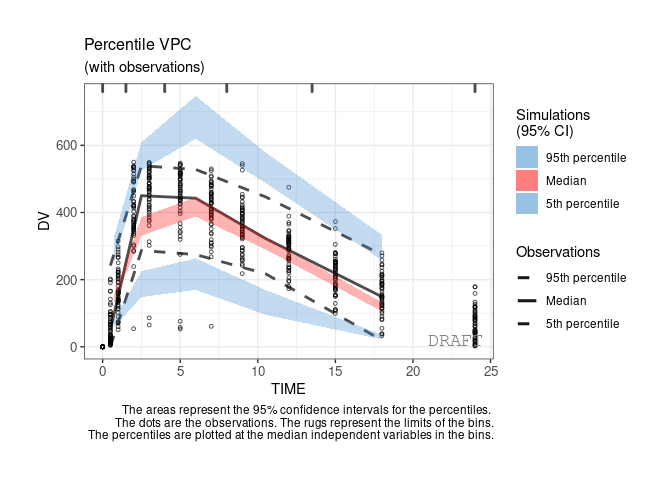 Percentile VPC
(with observations)
DV
600
400
200
0
0
5
10
15
20
25
TIME
DRAFT
Simulations
(95% CI)
95th percentile
Median
5th percentile
Observations
95th percentile
Median
5th percentile
The areas represent the 95% confidence intervals for the percentiles.
The dots are the observations. The rugs represent the limits of the bins.
The percentiles are plotted at the median independent variables in the bins.